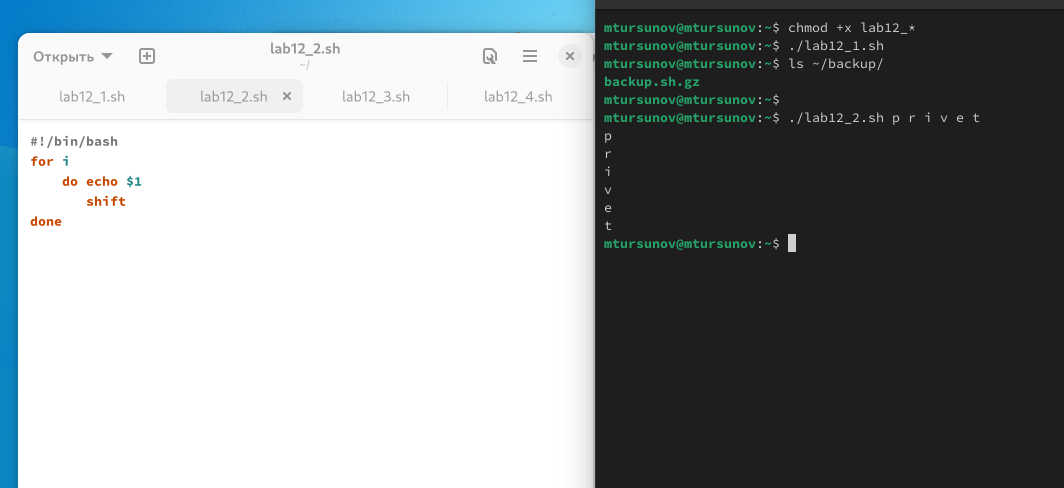 Открыть
lab12_2.sh
~/
lab12_1.sh
lab12_2.sh
lab12_3.sh
lab12_4.sh
#!/bin/bash
for i
    do echo $1
       shift
done
mtursunov@mtursunov:~$ chmod +x lab12_*
mtursunov@mtursunov:~$ ./lab12_1.sh
mtursunov@mtursunov:~$ ls ~/backup/
backup.sh.gz
mtursunov@mtursunov:~$
mtursunov@mtursunov:~$ ./lab12_2.sh p r i v e t
p
r
i
v
e
t
mtursunov@mtursunov:~$